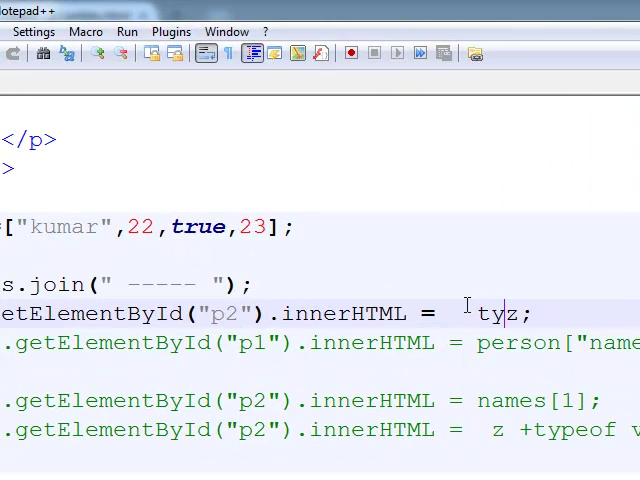 Notepad++
Settings Macro Run Plugins Window ?
</p>
>
=["kumar",22,true,23];
s.join(" ----- ");
etElementById("p2").innerHTML = tyz;
.getElementById("p1").innerHTML = person["name
.getElementById("p2").innerHTML = names[1];
.getElementById("p2").innerHTML = z +typeof v